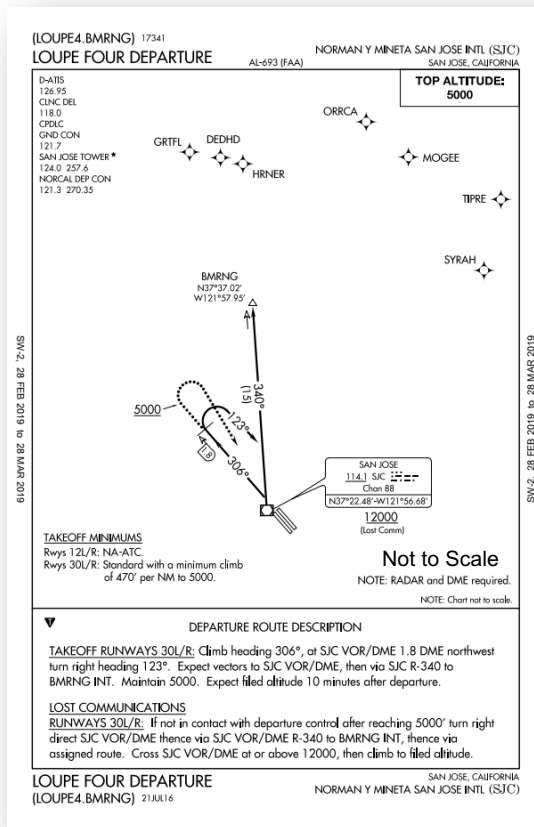 (LOUPE4.BMRNG) 17341
LOUPE FOUR DEPARTURE
AL-693 (FAA)
NORMAN Y MINETA SAN JOSE INTL (SJC)
SAN JOSE, CALIFORNIA
TOP ALTITUDE:
5000
D-ATIS
126.95
CLNC DEL
118.0
CPDLC
GND CON
121.7
SAN JOSE TOWER *
124.0 257.6
NORCAL DEP CON
121.3 270.35
ORRCA
GRTFL
DEDHD
HRNER
MOGEE
TIPRE
SYRAH
BMRNG
N37°37.02'
W121°57.95'
340°
(15)
5000
123°
1.8
306°
SAN JOSE
114.1 SJC
Chan 88
N37°22.48'-W121°56.68'
12000
(Lost Comm)
TAKEOFF MINIMUMS
Rwys 12L/R: NA-ATC.
Rwys 30L/R: Standard with a minimum climb
of 470' per NM to 5000.
Not to Scale
NOTE: RADAR and DME required.
NOTE: Chart not to scale.
SW-2, 28 FEB 2019 to 28 MAR 2019
SW-2, 28 FEB 2019 to 28 MAR 2019
T
DEPARTURE ROUTE DESCRIPTION
TAKEOFF RUNWAYS 30L/R: Climb heading 306°, at SJC VOR/DME 1.8 DME northwest
turn right heading 123°. Expect vectors to SJC VOR/DME, then via SJC R-340 to
BMRNG INT. Maintain 5000. Expect filed altitude 10 minutes after departure.
LOST COMMUNICATIONS
RUNWAYS 30L/R: If not in contact with departure control after reaching 5000' turn right
direct SJC VOR/DME thence via SJC VOR/DME R-340 to BMRNG INT, thence via
assigned route. Cross SJC VOR/DME at or above 12000, then climb to filed altitude.
LOUPE FOUR DEPARTURE
(LOUPE4.BMRNG) 21JUL16
SAN JOSE, CALIFORNIA
NORMAN Y MINETA SAN JOSE INTL (SJC)